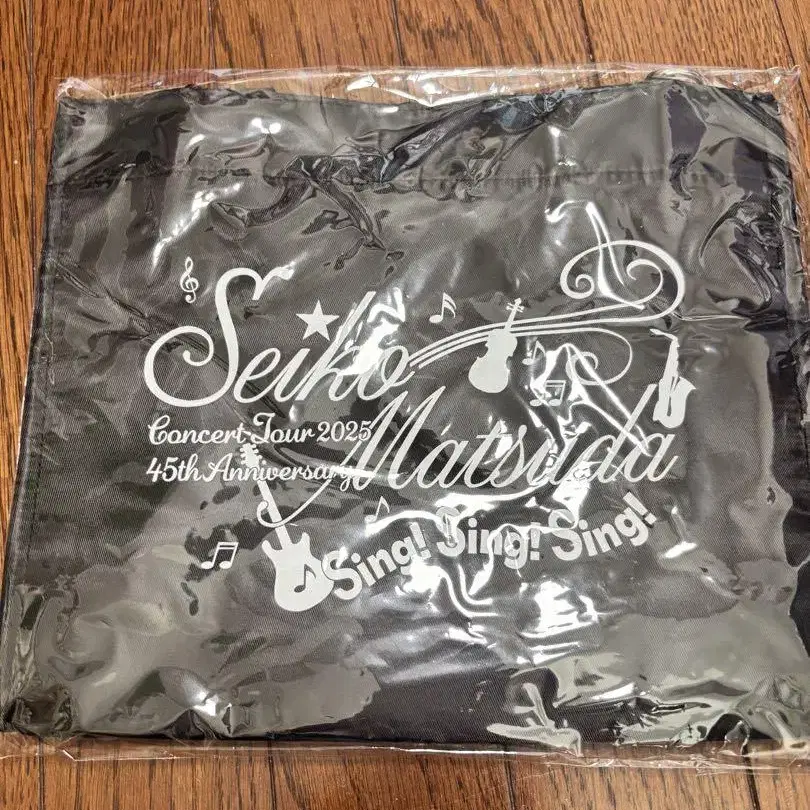 Seiko
Matsuda
Concert Tour 2025
45th Anniversary
Sing! Sing! Sing!